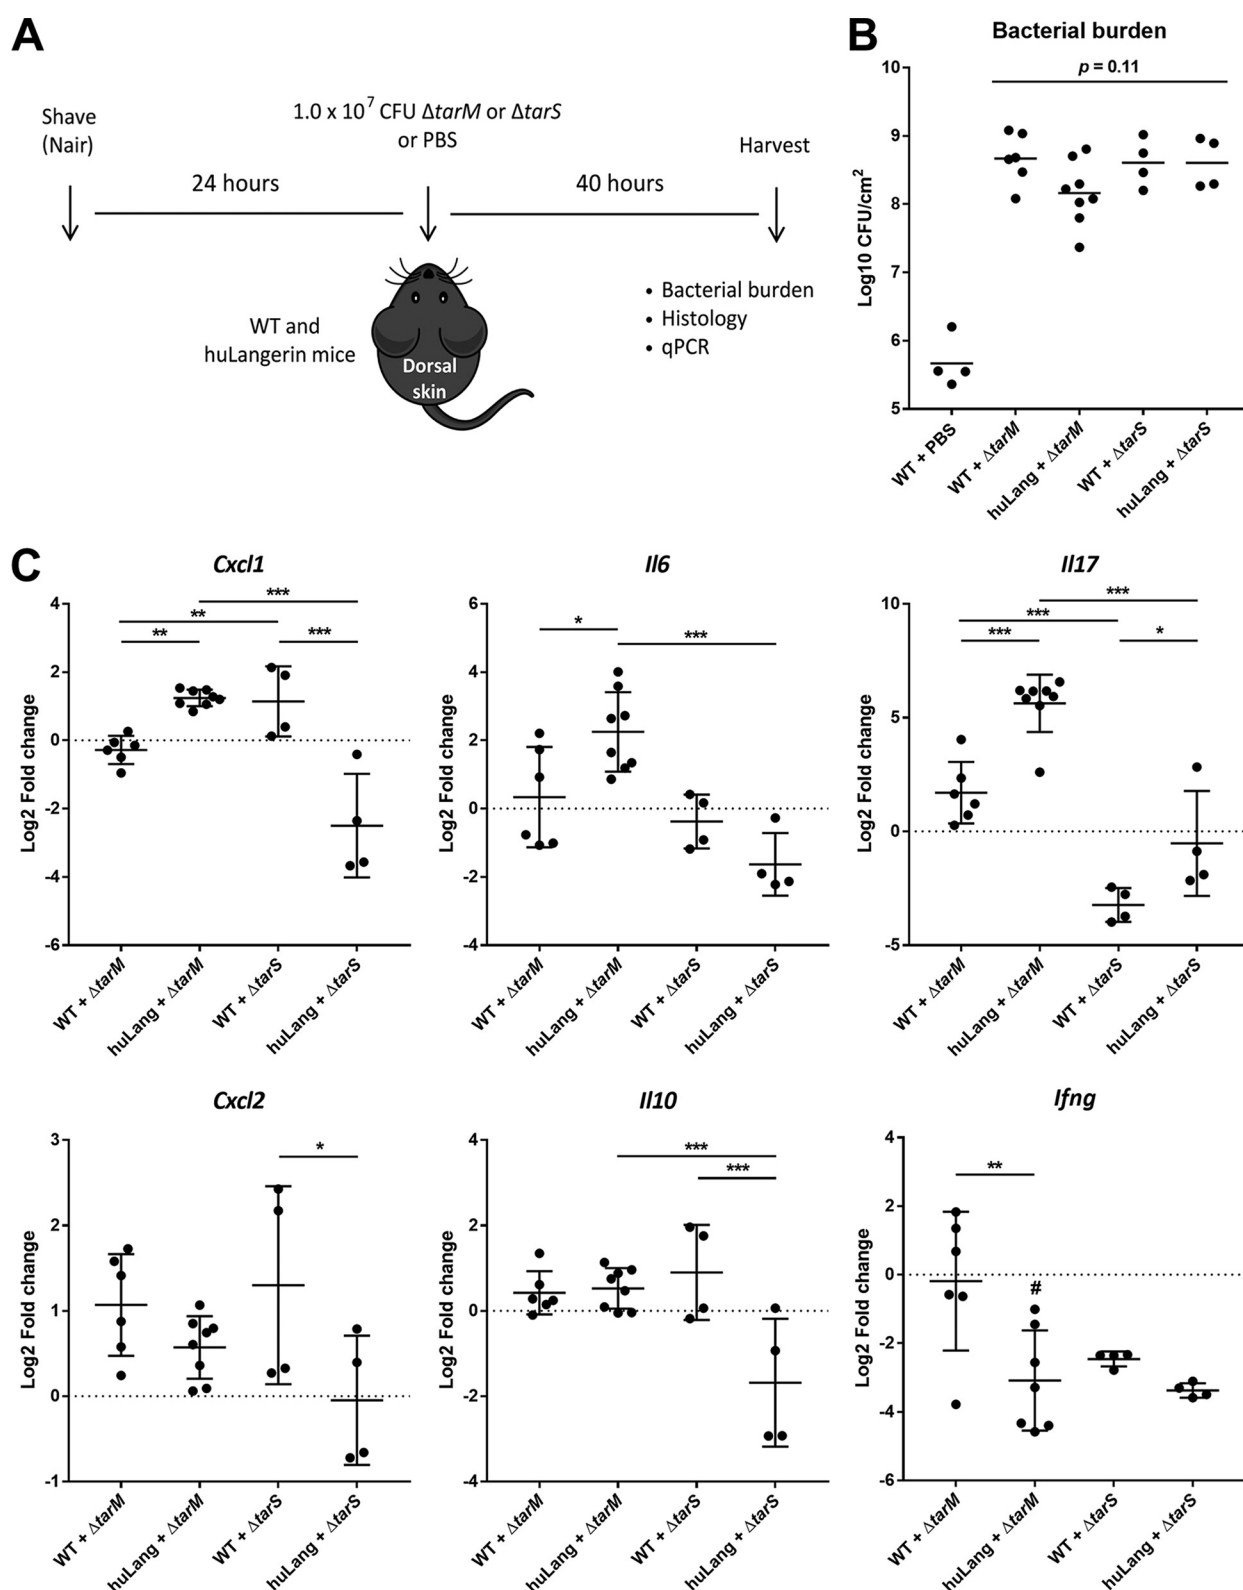 A
Shave
(Nair)
24 hours
1.0 x 10^7 CFU ΔtarM or ΔtarS
or PBS
40 hours
Harvest
WT and
huLangerin mice
Dorsal
skin
• Bacterial burden
• Histology
• qPCR
B
Bacterial burden
p = 0.11
Log10 CFU/cm^2
10
9
8
7
6
5
WT + PBS
WT + ΔtarM
huLang + ΔtarM
WT + ΔtarS
huLang + ΔtarS
C
Cxcl1
Log2 Fold change
4
2
0
-2
-4
-6
***
**
**
***
WT + ΔtarM
huLang + ΔtarM
WT + ΔtarS
huLang + ΔtarS
Il6
Log2 Fold change
6
4
2
0
-2
-4
*
***
WT + ΔtarM
huLang + ΔtarM
WT + ΔtarS
huLang + ΔtarS
Il17
Log2 Fold change
10
5
0
-5
***
***
***
*
WT + ΔtarM
huLang + ΔtarM
WT + ΔtarS
huLang + ΔtarS
Cxcl2
Log2 Fold change
3
2
1
0
-1
*
WT + ΔtarM
huLang + ΔtarM
WT + ΔtarS
huLang + ΔtarS
Il10
Log2 Fold change
4
2
0
-2
-4
***
***
WT + ΔtarM
huLang + ΔtarM
WT + ΔtarS
huLang + ΔtarS
Ifng
Log2 Fold change
4
2
0
-2
-4
-6
**
#
WT + ΔtarM
huLang + ΔtarM
WT + ΔtarS
huLang + ΔtarS